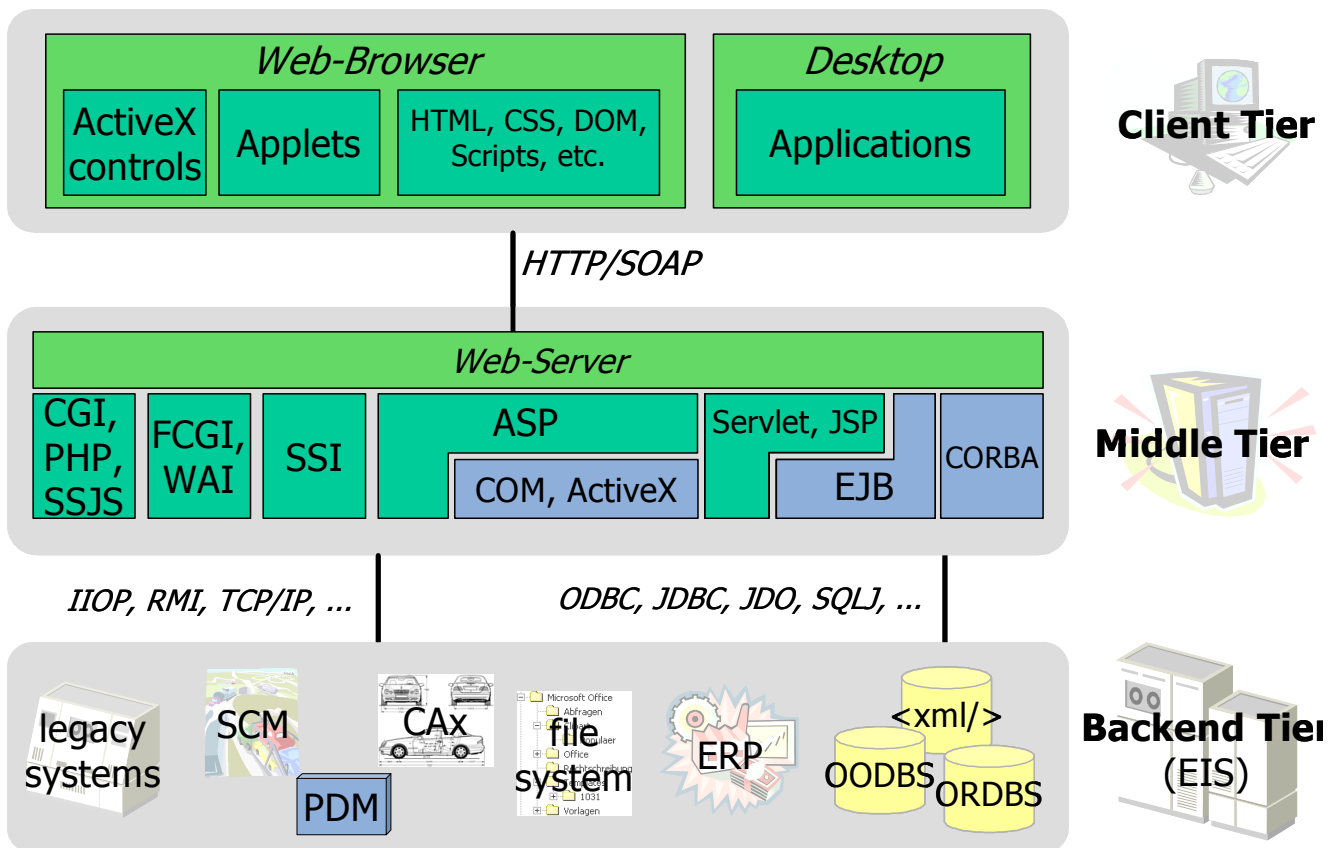 Web-Browser
Desktop
ActiveX
controls
Applets
HTML, CSS, DOM,
Scripts, etc.
Applications
Client Tier
HTTP/SOAP
Web-Server
CGI,
PHP,
SSJS
FCGI,
WAI
SSI
ASP
COM, ActiveX
Servlet, JSP
EJB
CORBA
Middle Tier
IIOP, RMI, TCP/IP, ...
ODBC, JDBC, JDO, SQLJ, ...
legacy
systems
SCM
PDM
CAx
Microsoft Office
Abfragen
file
Office
system
1031
Vorlagen
ERP
<xml/>
OODBS
ORDBS
Backend Tier
(EIS)